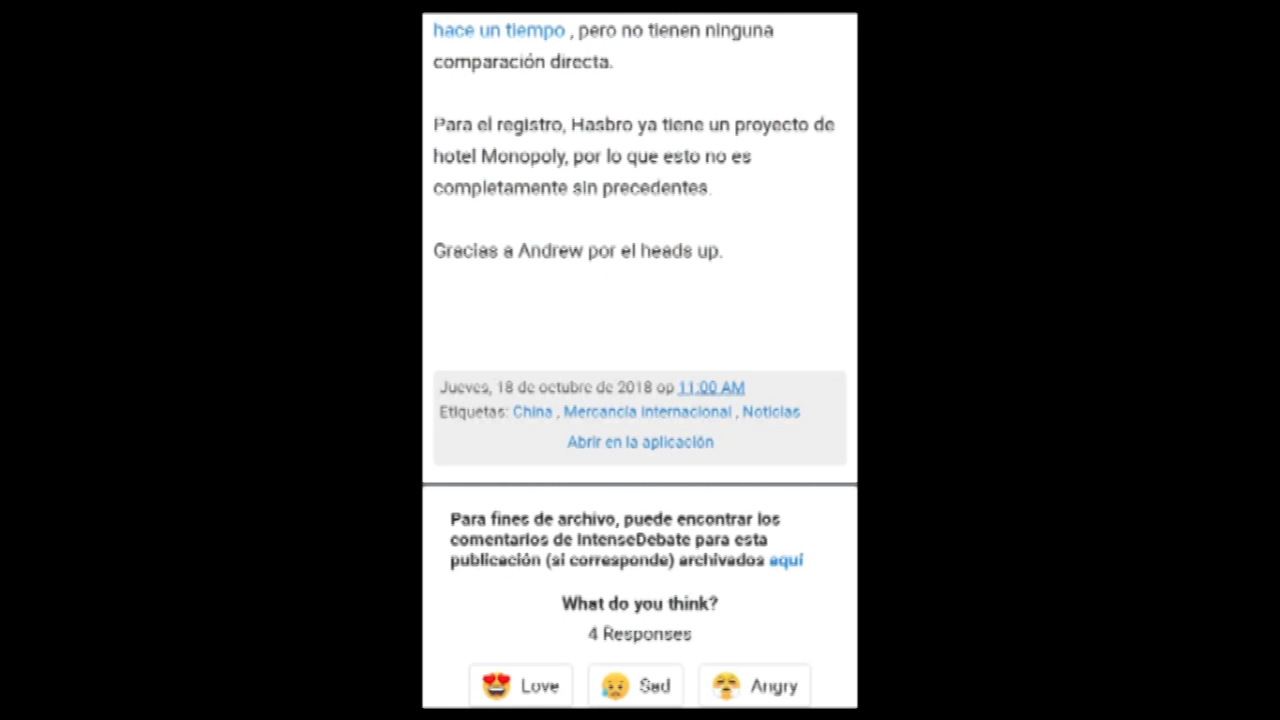 hace un tiempo , pero no tienen ninguna
comparación directa.
Para el registro, Hasbro ya tiene un proyecto de
hotel Monopoly, por lo que esto no es
completamente sin precedentes.
Gracias a Andrew por el heads up.
Jueves, 18 de octubre de 2018 op 11:00 AM
Etiquetas: China , Mercancía internacional , Noticias
Abrir en la aplicación
Para fines de archivo, puede encontrar los
comentarios de IntenseDebate para esta
publicación (si corresponde) archivados aquí
What do you think?
4 Responses
Love Sad Angry